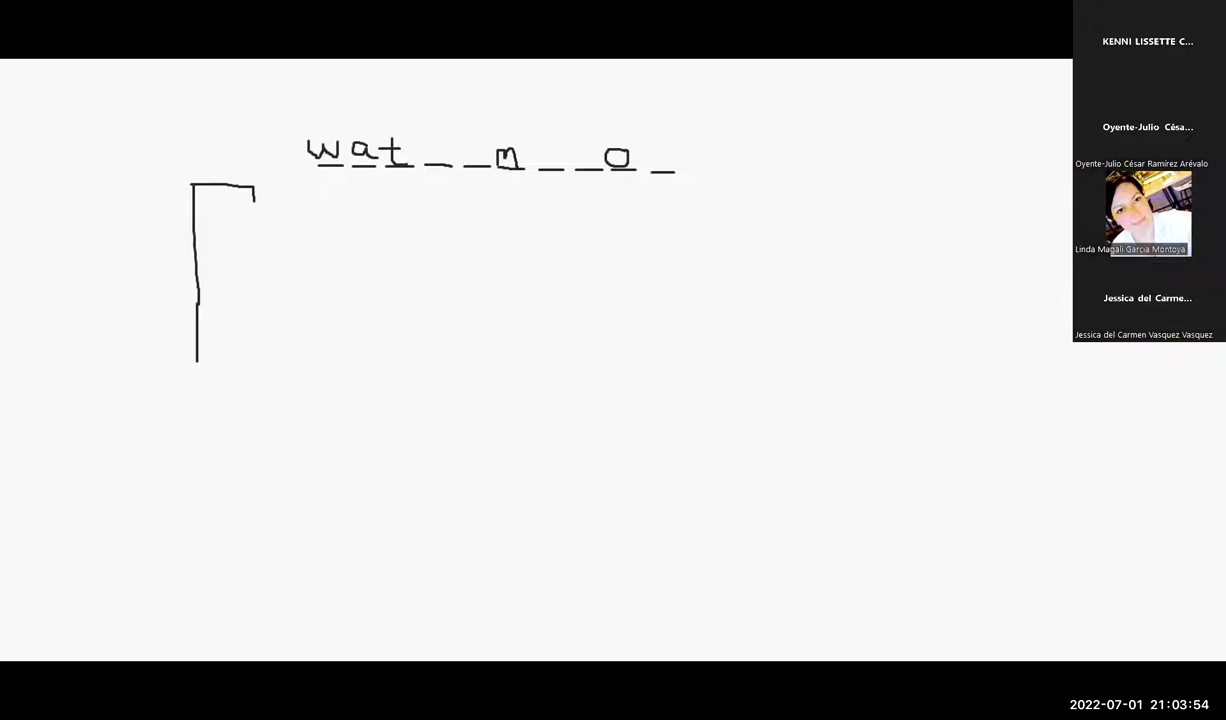 KENNI LISSETTE C...
Oyente-Julio Césa...
Oyente-Julio César Ramírez Arévalo
Linda Magali Garcia Montoya
Jessica del Carme...
Jessica del Carmen Vasquez Vasquez
w a t _ _ m _ _ o _
2022-07-01 21:03:54